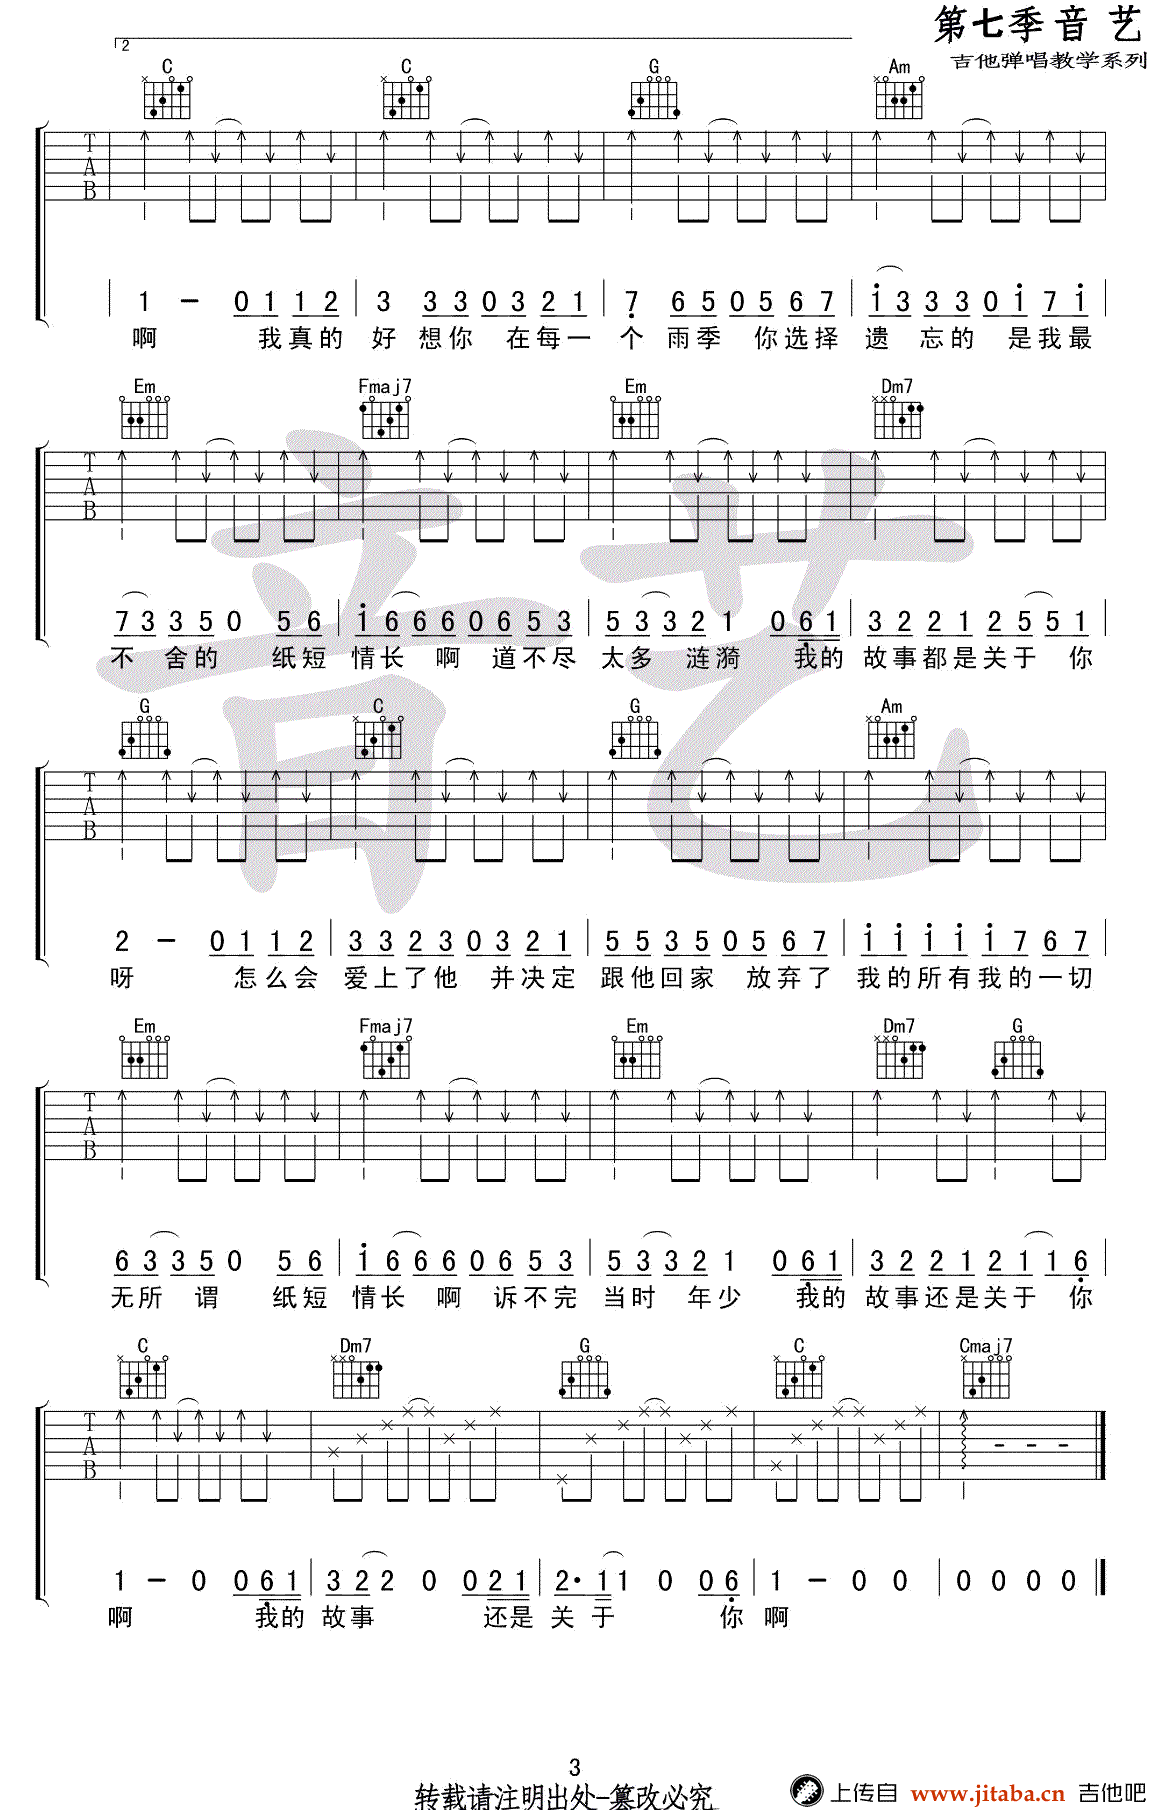 第七季音艺
吉他弹唱教学系列
2
C C G Am
T
A
B
1 - 0 1 1 2 3 3 3 0 3 2 1 7 6 5 0 5 6 7 1 3 3 3 0 1 7 1
啊 我真的 好 想你 在每一 个 雨季 你选择 遗 忘的 是我最
Em Fmaj7 Em Dm7
T
A
B
7 3 3 5 0 5 6 1 6 6 6 0 6 5 3 5 3 3 2 1 0 6 1 3 2 2 1 2 5 5 1
不 舍的 纸短 情长 啊 道不尽 太多 涟漪 我的 故事都是关于 你
G C G Am
T
A
B
2 - 0 1 1 2 3 3 2 3 0 3 2 1 5 5 3 5 0 5 6 7 1 1 1 1 1 7 6 7
呀 怎么会 爱上了他 并决定 跟他回家 放弃了 我的所有我的一切
Em Fmaj7 Em Dm7 G
T
A
B
6 3 3 5 0 5 6 1 6 6 6 0 6 5 3 5 3 3 2 1 0 6 1 3 2 2 1 2 1 1 6
无所 谓 纸短 情长 啊 诉不完 当时 年少 我的 故事还是关于 你
C Dm7 G C Cmaj7
T
A
B
1 - 0 0 6 1 3 2 2 0 0 2 1 2· 1 1 0 0 6 1 - 0 0 0 0 0 0
啊 我的 故事 还是 关 于 你 啊
3
转载请注明出处-篡改必究
上传自 www.jitaba.cn 吉他吧
音艺